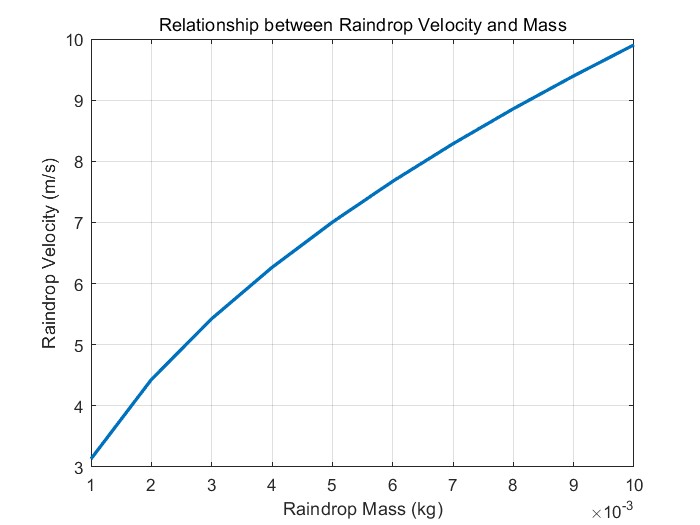 Relationship between Raindrop Velocity and Mass
10
9
8
7
6
5
4
3
Raindrop Velocity (m/s)
1 2 3 4 5 6 7 8 9 10
×10⁻³
Raindrop Mass (kg)